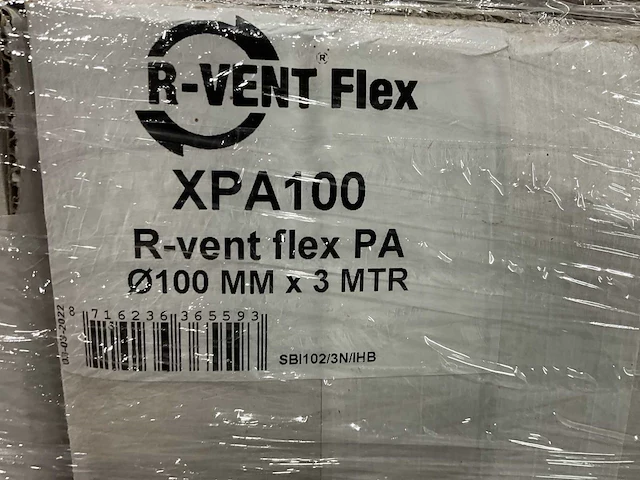 R-VENT Flex ®
XPA100
R-vent flex PA
Ø100 MM x 3 MTR
8 716236 365593
SBI102/3N/IHB